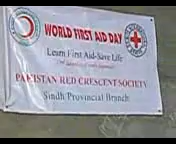 WORLD FIRST AID DAY
Learn First Aid-Save Life
PAKISTAN RED CRESCENT SOCIETY
Sindh Provincial Branch